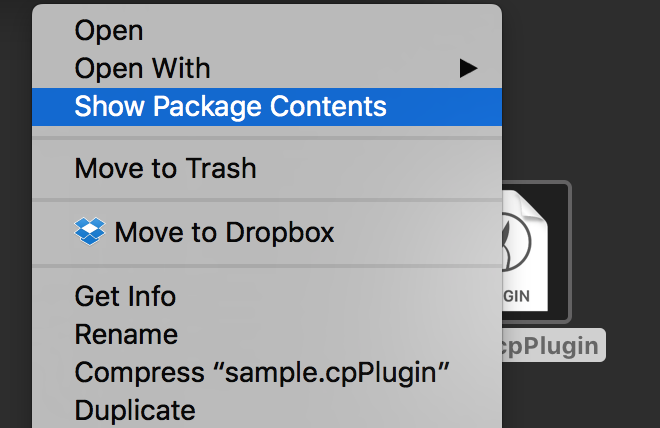 Open
Open With
Show Package Contents
Move to Trash
Move to Dropbox
GIN
Get Info
Rename
cpPlugin
Compress “sample.cpPlugin”
Duplicate